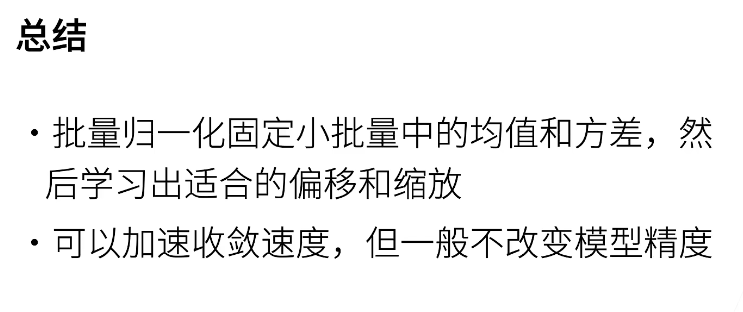 总结
• 批量归一化固定小批量中的均值和方差，然
后学习出适合的偏移和缩放
• 可以加速收敛速度，但一般不改变模型精度